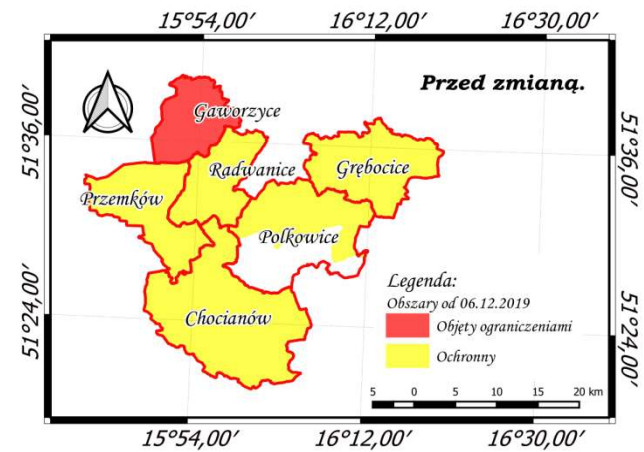 15°54,00′ 16°12,00′ 16°30,00′
Przed zmianą.
Gaworzyce
51°36,00′ 51°36,00′
Radwanice Grębocice
Przemków
Polkowice
Legenda:
Obszary od 06.12.2019
51°24,00′ 51°24,00′
Chocianów
Objęty ograniczeniami
Ochronny
5 0 5 10 15 20 km
15°54,00′ 16°12,00′ 16°30,00′